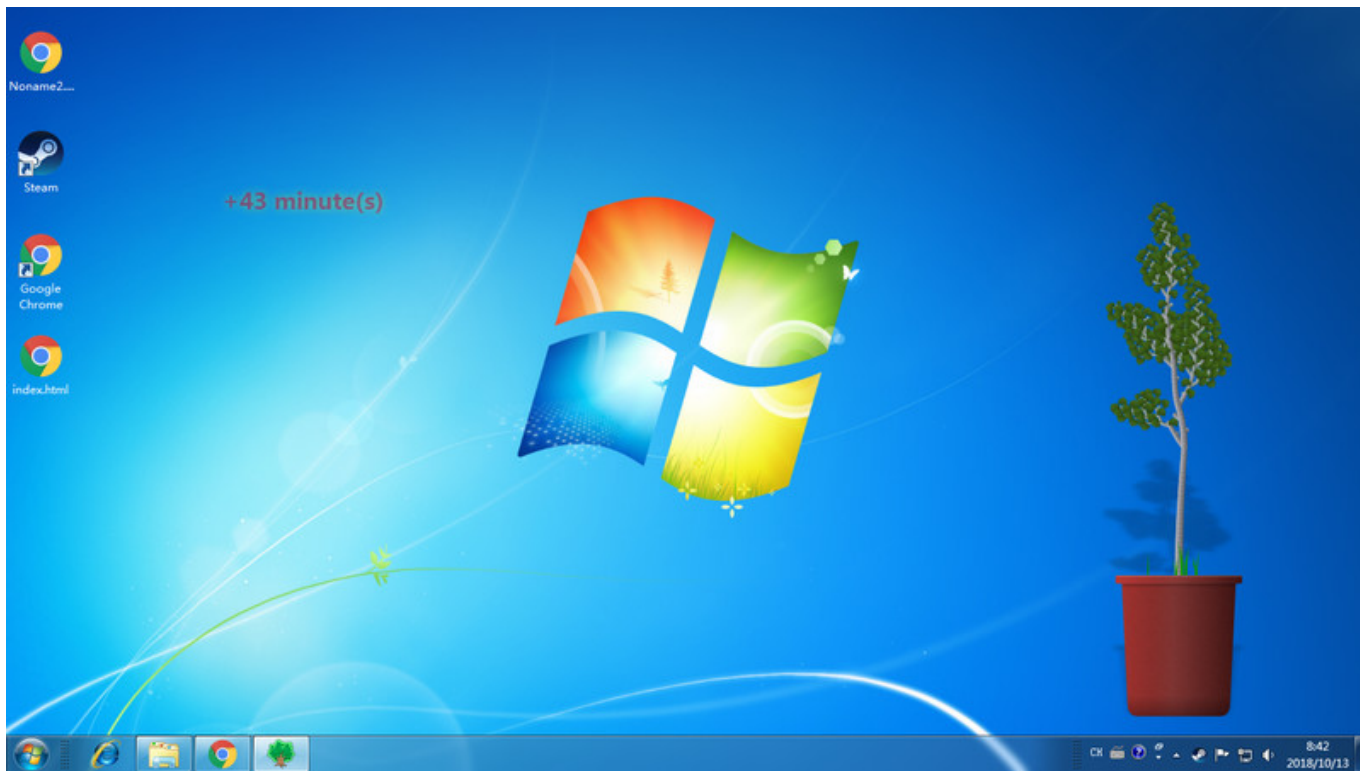 Noname2....
Steam
+43 minute(s)
Google
Chrome
index.html
CH
8:42
2018/10/13